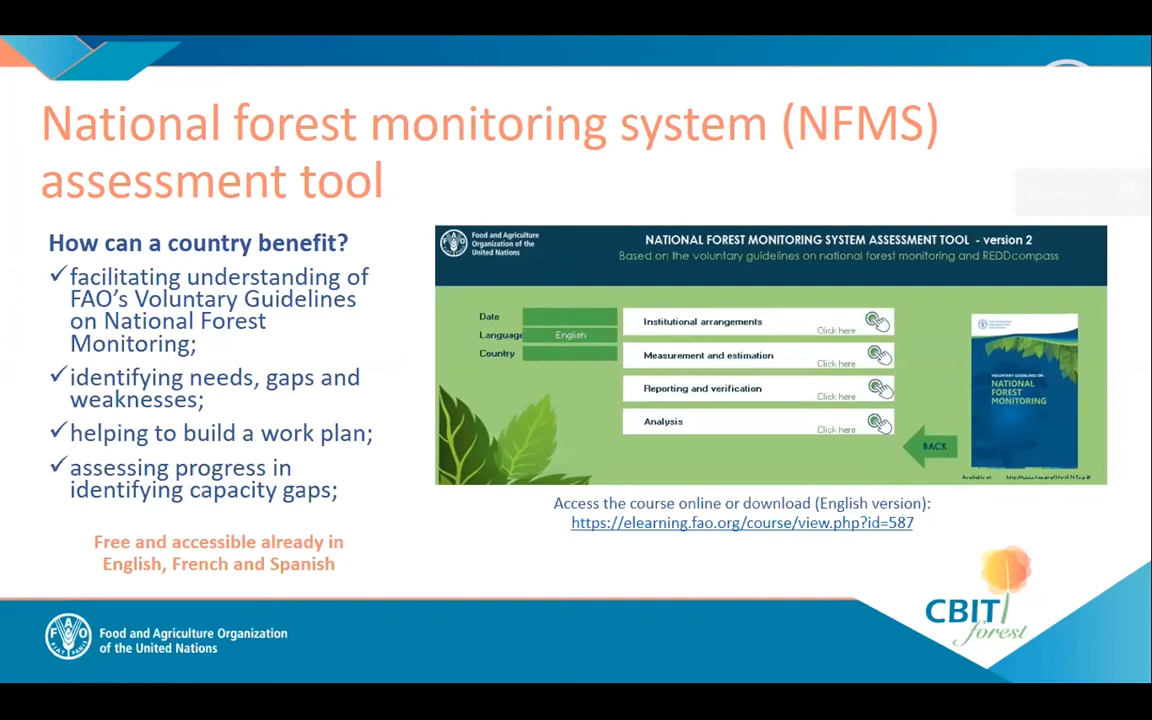 National forest monitoring system (NFMS)
assessment tool
How can a country benefit?
✓facilitating understanding of
FAO's Voluntary Guidelines
on National Forest
Monitoring;
✓identifying needs, gaps and
weaknesses;
✓helping to build a work plan;
✓assessing progress in
identifying capacity gaps;
Free and accessible already in
English, French and Spanish
Food and Agriculture
Organization of the
United Nations
NATIONAL FOREST MONITORING SYSTEM ASSESSMENT TOOL - version 2
Based on the voluntary guidelines on national forest monitoring and REDDcompass
Date
Language English
Country
Institutional arrangements
Click here
Measurement and estimation
Click here
Reporting and verification
Click here
Analysis
Click here
BACK
VOLUNTARY GUIDELINES ON
NATIONAL
FOREST
MONITORING
Access the course online or download (English version):
https://elearning.fao.org/course/view.php?id=587
CBIT
forest
FAO
FIAT PANIS
Food and Agriculture Organization
of the United Nations